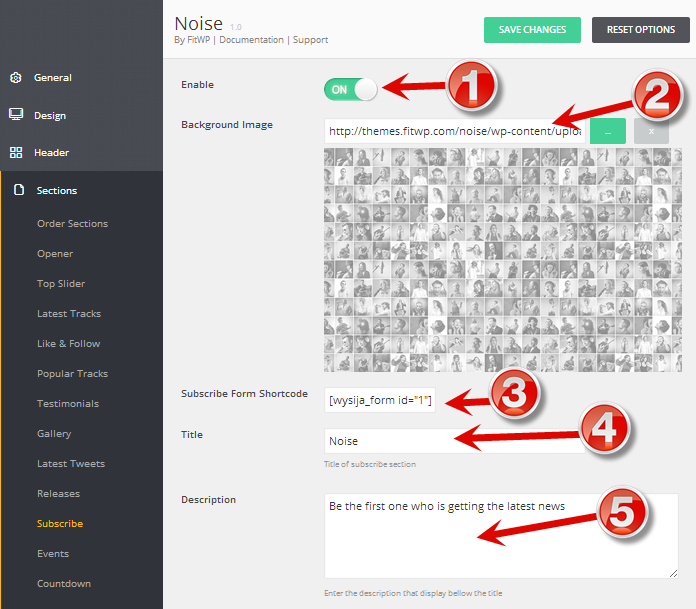 Noise 1.0
By FitWP | Documentation | Support
SAVE CHANGES
RESET OPTIONS
General
Design
Header
Sections
Order Sections
Opener
Top Slider
Latest Tracks
Like & Follow
Popular Tracks
Testimonials
Gallery
Latest Tweets
Releases
Subscribe
Events
Countdown
Enable
ON
1
Background Image
http://themes.fitwp.com/noise/wp-content/uploa
...
x
2
Subscribe Form Shortcode
[wysija_form id="1"]
3
Title
Noise
4
Title of subscribe section
Description
Be the first one who is getting the latest news
5
Enter the description that display bellow the title